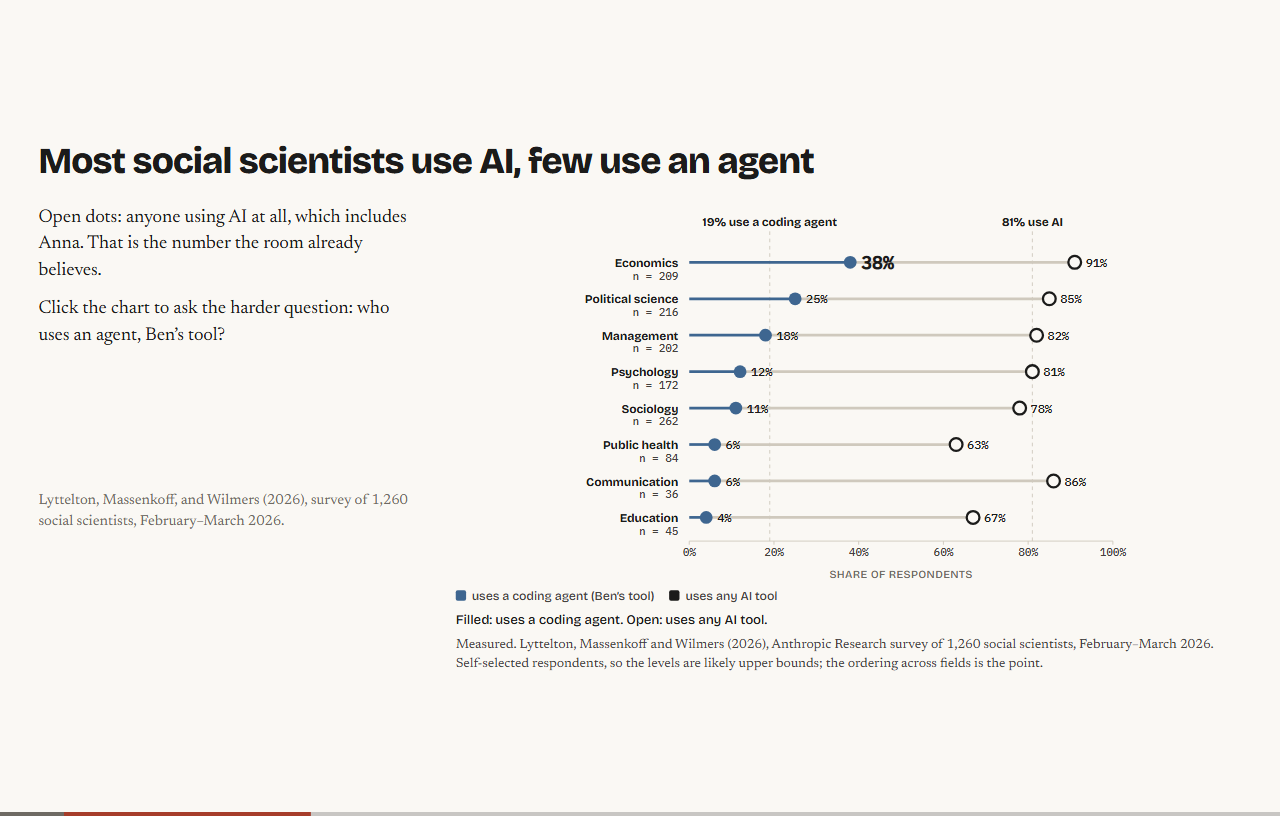 Most social scientists use AI, few use an agent
Open dots: anyone using AI at all, which includes
Anna. That is the number the room already
believes.
Click the chart to ask the harder question: who
uses an agent, Ben’s tool?
Lyttelton, Massenkoff, and Wilmers (2026), survey of 1,260
social scientists, February–March 2026.
19% use a coding agent 81% use AI
Economics 38% 91%
n = 209
Political science 25% 85%
n = 216
Management 18% 82%
n = 202
Psychology 12% 81%
n = 172
Sociology 11% 78%
n = 262
Public health 6% 63%
n = 84
Communication 6% 86%
n = 36
Education 4% 67%
n = 45
0% 20% 40% 60% 80% 100%
SHARE OF RESPONDENTS
uses a coding agent (Ben's tool) uses any AI tool
Filled: uses a coding agent. Open: uses any AI tool.
Measured. Lyttelton, Massenkoff and Wilmers (2026), Anthropic Research survey of 1,260 social scientists, February–March 2026.
Self-selected respondents, so the levels are likely upper bounds; the ordering across fields is the point.